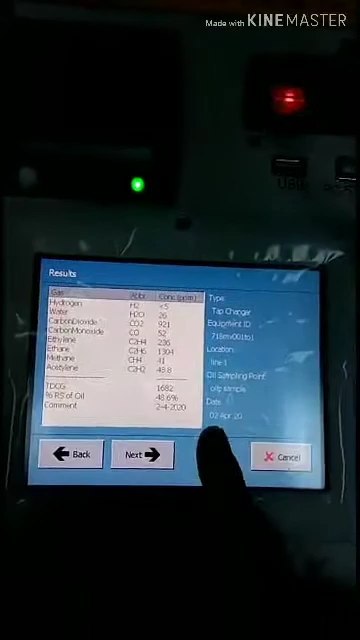 Made with KINEMASTER
USB
Results
Gas Abbr Conc (ppm)
Hydrogen H2 <5
Water H2O 26
CarbonDioxide CO2 921
CarbonMonoxide CO 52
Ethylene C2H4 236
Ethane C2H6 1304
Methane CH4 41
Acetylene C2H2 48.8
TDCG 1682
% RS of Oil 48.6%
Comment 2-4-2020
Type
Tap Changer
Equipment ID
Location
line 1
Oil Sampling Point
oiltp sample
Date
02 Apr 20
Back
Next
Cancel